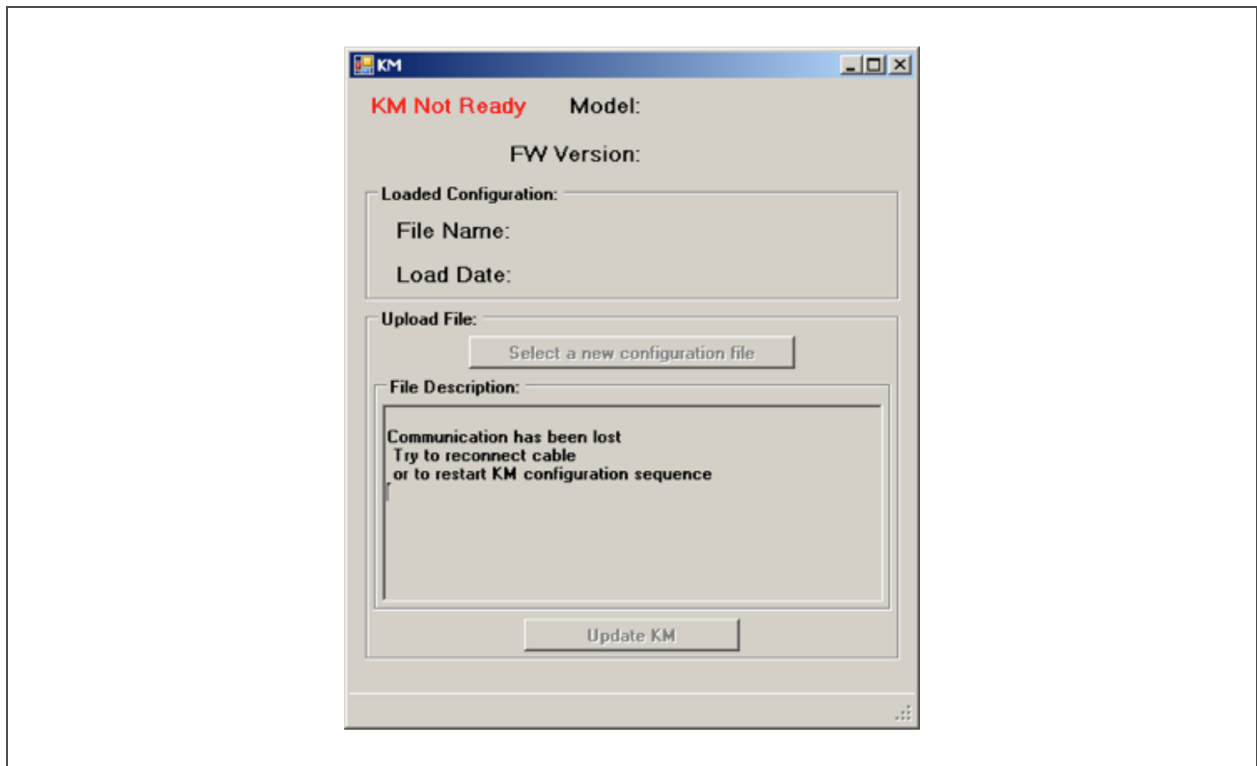 KM
KM Not Ready Model:
FW Version:
Loaded Configuration:
File Name:
Load Date:
Upload File:
Select a new configuration file
File Description:
Communication has been lost
Try to reconnect cable
or to restart KM configuration sequence
Update KM